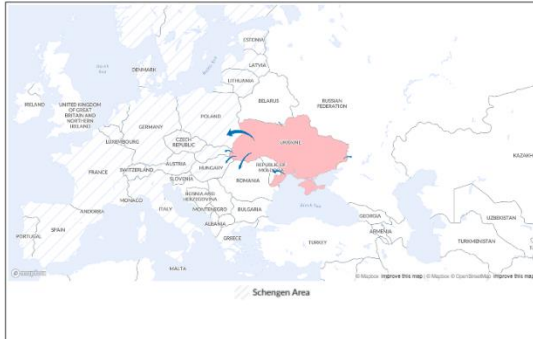 ESTONIA
LATVIA
LITHUANIA
DENMARK
IRELAND
UNITED KINGDOM
OF GREAT
BRITAIN AND
NORTHERN
IRELAND
BELARUS
RUSSIAN
FEDERATION
POLAND
GERMANY
LUXEMBOURG
CZECH
REPUBLIC
UKRAINE
KAZAKH
FRANCE
SWITZERLAND
AUSTRIA
SLOVENIA
HUNGARY
REPUBLIC OF
ROMANIA
MONACO
ANDORRA
ITALY
BOSNIA AND
HERZEGOVINA
MONTENEGRO
BULGARIA
ALBANIA
Black Sea
GEORGIA
ARMENIA
UZBEKISTAN
TURKMENISTAN
PORTUGAL
SPAIN
GREECE
TURKEY
MALTA
mapbox
© Mapbox Improve this map | © Mapbox © OpenStreetMap Improve this map
Schengen Area